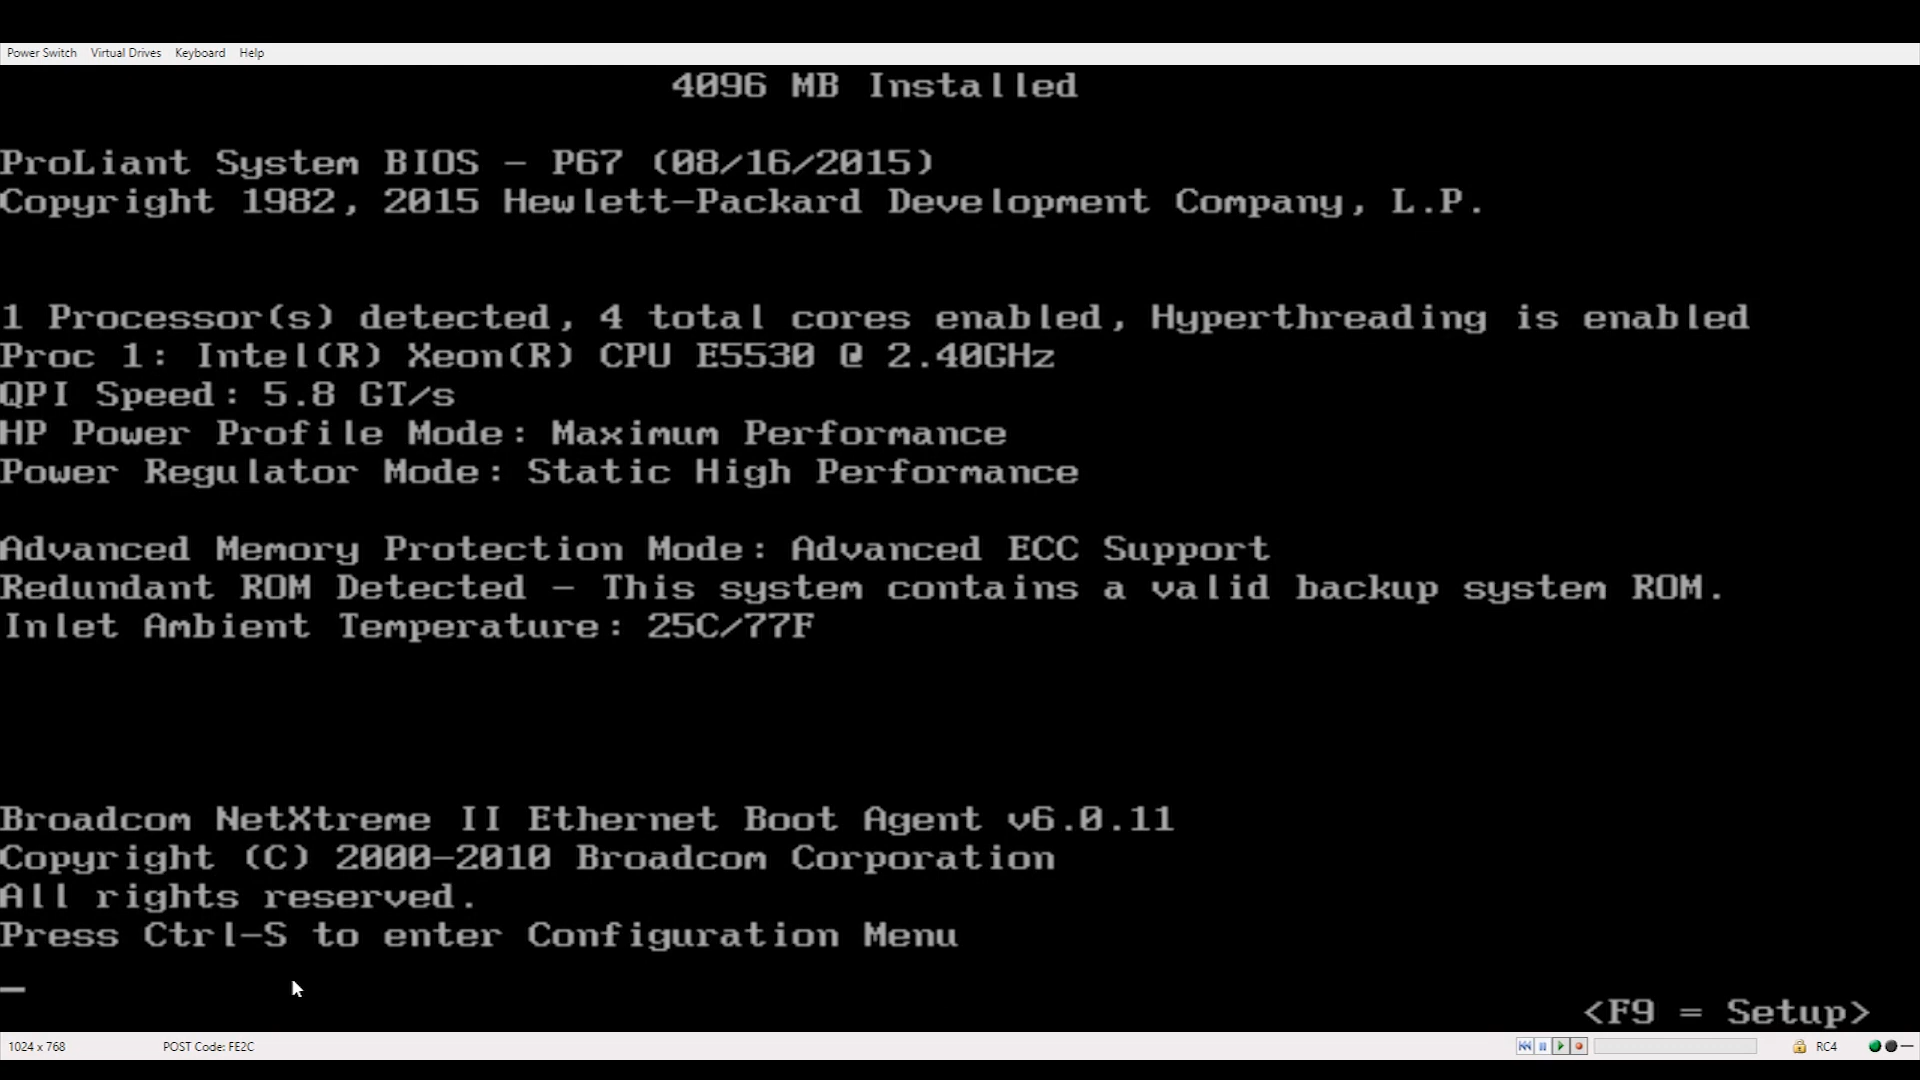 Power Switch Virtual Drives Keyboard Help
4096 MB Installed
ProLiant System BIOS - P67 (08/16/2015)
Copyright 1982, 2015 Hewlett-Packard Development Company, L.P.
1 Processor(s) detected, 4 total cores enabled, Hyperthreading is enabled
Proc 1: Intel(R) Xeon(R) CPU E5530 @ 2.40GHz
QPI Speed: 5.8 GT/s
HP Power Profile Mode: Maximum Performance
Power Regulator Mode: Static High Performance
Advanced Memory Protection Mode: Advanced ECC Support
Redundant ROM Detected - This system contains a valid backup system ROM.
Inlet Ambient Temperature: 25C/77F
Broadcom NetXtreme II Ethernet Boot Agent v6.0.11
Copyright (C) 2000-2010 Broadcom Corporation
All rights reserved.
Press Ctrl-S to enter Configuration Menu
<F9 = Setup>
1024 x 768 POST Code: FE2C RC4